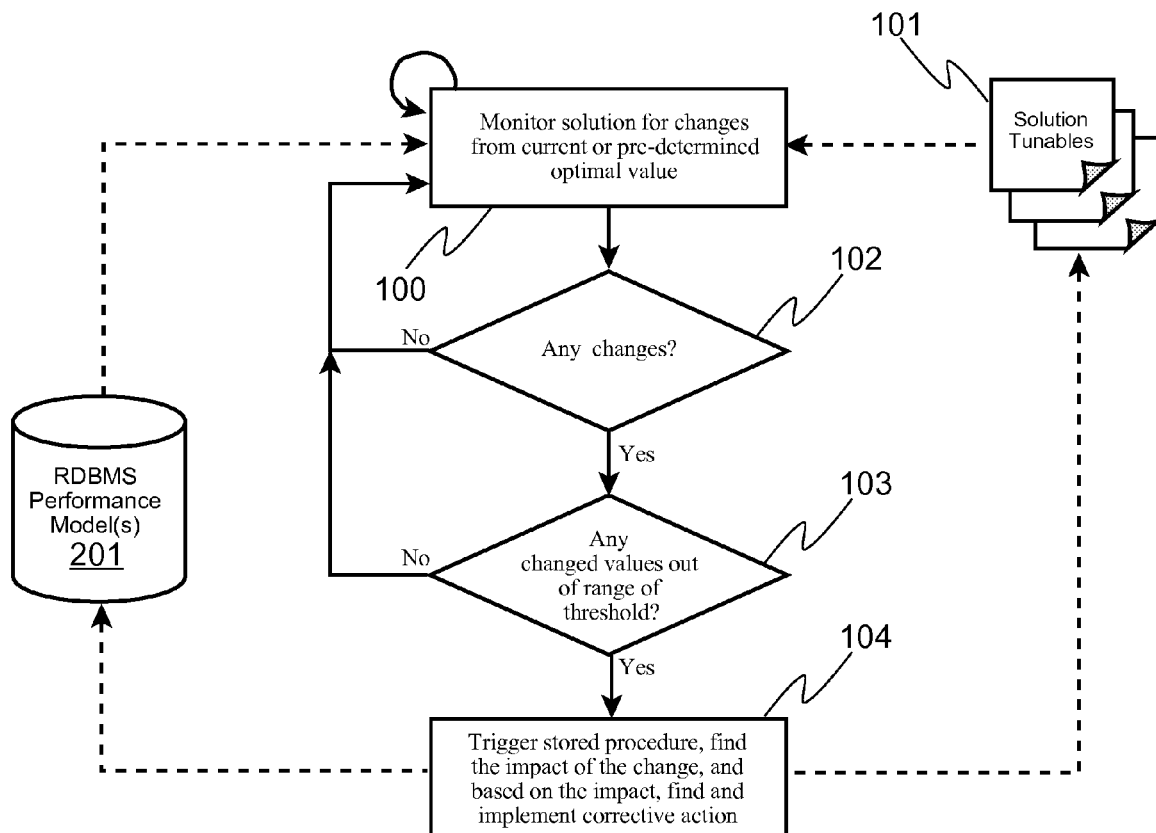 101
Solution
Tunables
Monitor solution for changes
from current or pre-determined
optimal value
100
102
No
Any changes?
Yes
RDBMS
Performance
Model(s)
201
103
No
Any
changed values out
of range of
threshold?
Yes
104
Trigger stored procedure, find
the impact of the change, and
based on the impact, find and
implement corrective action